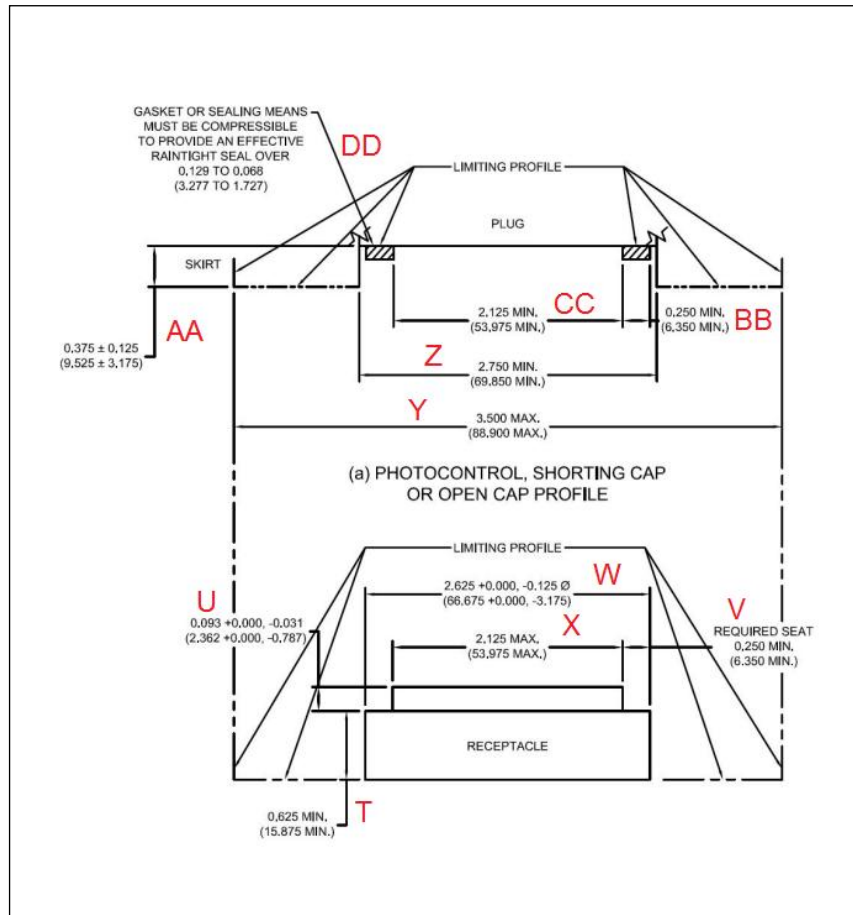 GASKET OR SEALING MEANS
MUST BE COMPRESSIBLE
TO PROVIDE AN EFFECTIVE
RAINTIGHT SEAL OVER
0.129 TO 0.068
(3.277 TO 1.727)
DD
LIMITING PROFILE
PLUG
SKIRT
AA
0.375 ± 0.125
(9.525 ± 3.175)
2.125 MIN.
(53.975 MIN.)
CC
0.250 MIN.
(6.350 MIN.)
BB
Z
2.750 MIN.
(69.850 MIN.)
Y
3.500 MAX.
(88.900 MAX.)
(a) PHOTOCONTROL, SHORTING CAP
OR OPEN CAP PROFILE
LIMITING PROFILE
2.625 +0.000, -0.125 Ø
(66.675 +0.000, -3.175)
W
U
0.093 +0.000, -0.031
(2.362 +0.000, -0.787)
2.125 MAX.
(53.975 MAX.)
X
V
REQUIRED SEAT
0.250 MIN.
(6.350 MIN.)
RECEPTACLE
0.625 MIN.
(15.875 MIN.)
T